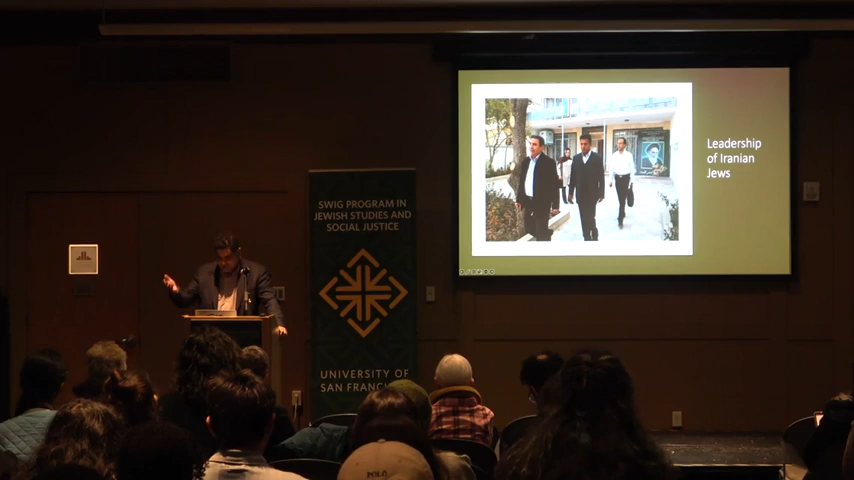 SWIG PROGRAM IN
JEWISH STUDIES AND
SOCIAL JUSTICE
UNIVERSITY OF
SAN FRANCISCO
Leadership
of Iranian
Jews
POLO